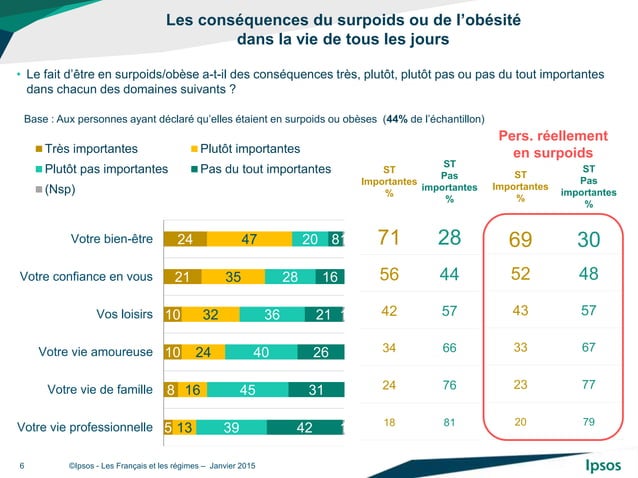 Les conséquences du surpoids ou de l'obésité
dans la vie de tous les jours
• Le fait d'être en surpoids/obèse a-t-il des conséquences très, plutôt, plutôt pas ou pas du tout importantes
dans chacun des domaines suivants ?
Base : Aux personnes ayant déclaré qu'elles étaient en surpoids ou obèses (44% de l'échantillon)
Pers. réellement
en surpoids
Très importantes
Plutôt importantes
Plutôt pas importantes
Pas du tout importantes
(Nsp)
ST
Importantes
%
ST
Pas
importantes
%
ST
Importantes
%
ST
Pas
importantes
%
Votre bien-être 24 47 20 8 1 71 28 69 30
Votre confiance en vous 21 35 28 16 56 44 52 48
Vos loisirs 10 32 36 21 1 42 57 43 57
Votre vie amoureuse 10 24 40 26 34 66 33 67
Votre vie de famille 8 16 45 31 24 76 23 77
Votre vie professionnelle 5 13 39 42 1 18 81 20 79
6 ©Ipsos - Les Français et les régimes – Janvier 2015
Ipsos